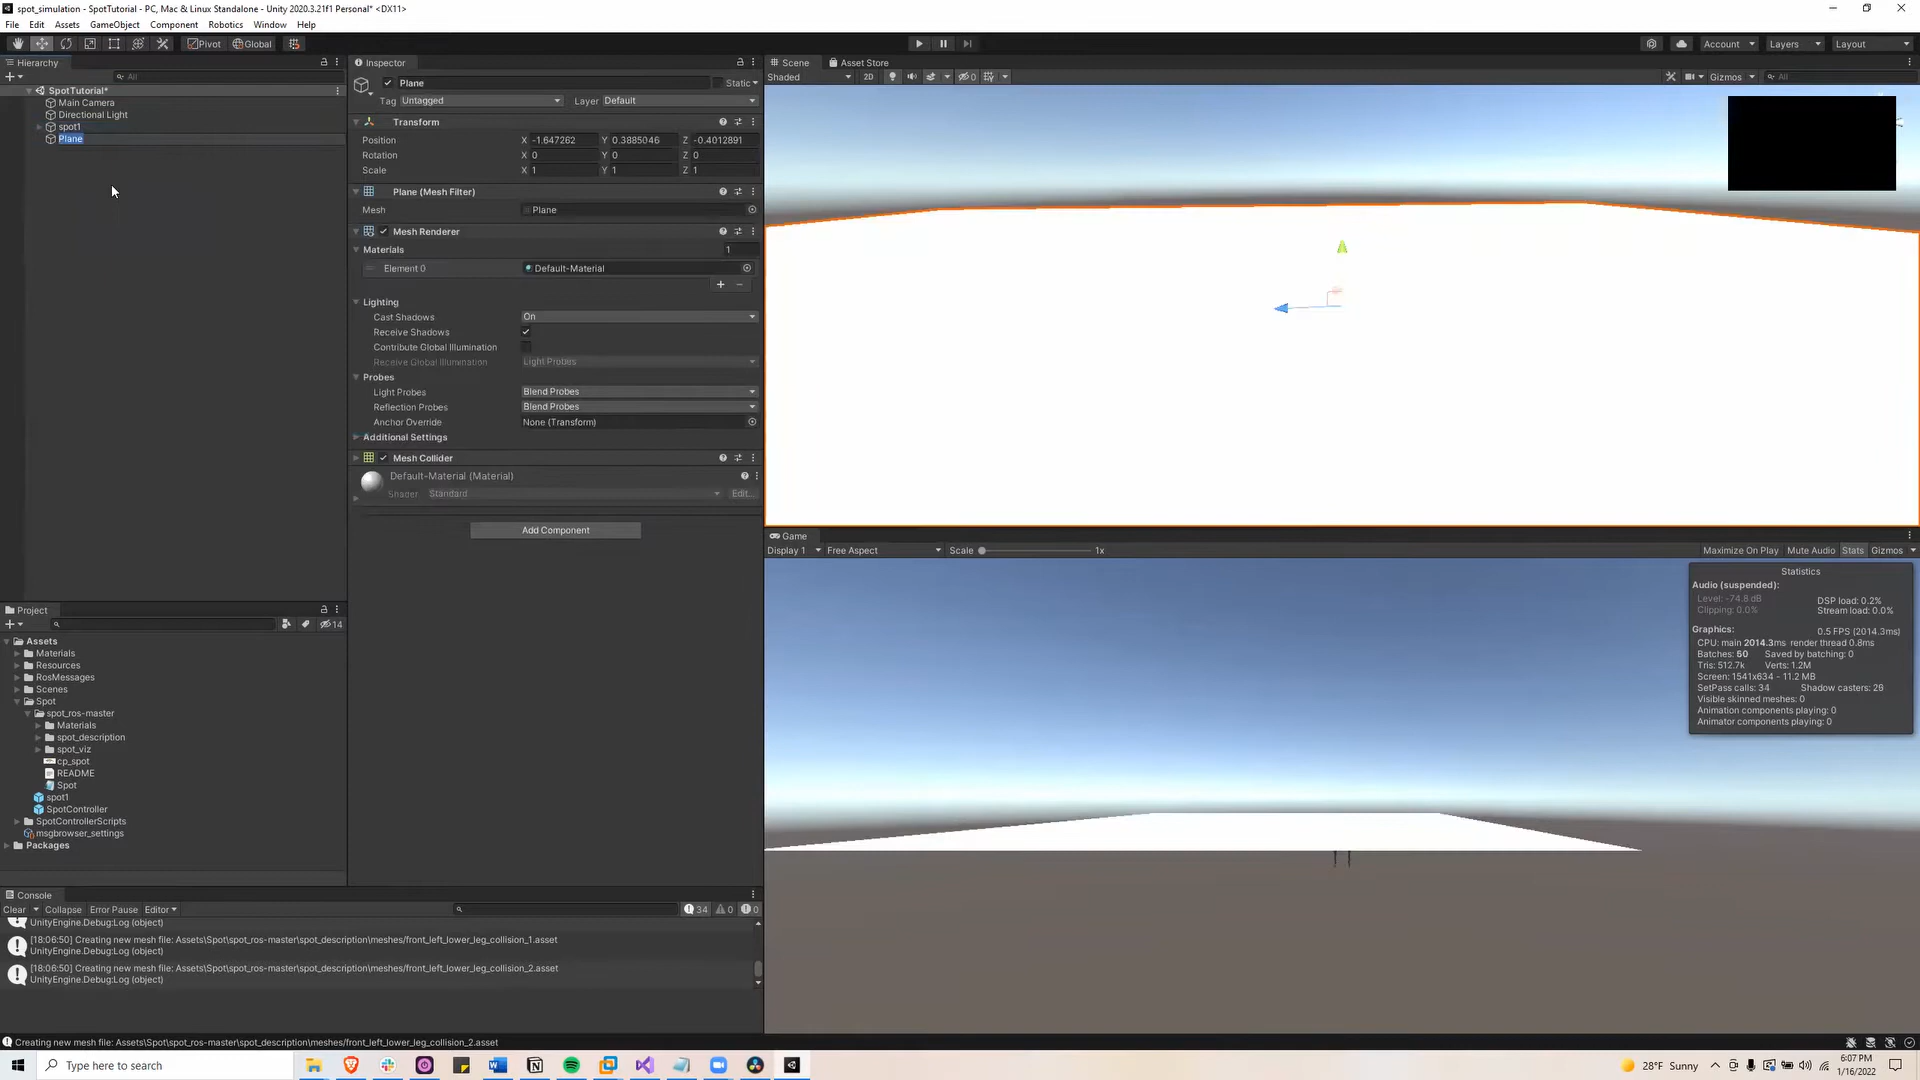 spot_simulation - SpotTutorial - PC, Mac & Linux Standalone - Unity 2020.3.21f1 Personal* <DX11>
File Edit Assets GameObject Component Robotics Window Help
Pivot Global Account Layers Layout
Hierarchy
All
SpotTutorial*
Main Camera
Directional Light
spot1
Plane
Inspector
Plane Static
Tag Untagged Layer Default
Transform
Position X -1.647262 Y 0.3885046 Z -0.4012891
Rotation X 0 Y 0 Z 0
Scale X 1 Y 1 Z 1
Plane (Mesh Filter)
Mesh Plane
Mesh Renderer
Materials 1
Element 0 Default-Material
Lighting
Cast Shadows On
Receive Shadows
Contribute Global Illumination
Receive Global Illumination Light Probes
Probes
Light Probes Blend Probes
Reflection Probes Blend Probes
Anchor Override None (Transform)
Additional Settings
Mesh Collider
Default-Material (Material)
Shader Standard Edit...
Add Component
Scene Asset Store
Shaded 2D 0 Gizmos All
Game
Display 1 Free Aspect Scale 1x Maximize On Play Mute Audio Stats Gizmos
Statistics
Audio (suspended):
Level: -74.8 dB DSP load: 0.2%
Clipping: 0.0% Stream load: 0.0%
Graphics: 0.5 FPS (2014.3ms)
CPU: main 2014.3ms render thread 0.8ms
Batches: 50 Saved by batching: 0
Tris: 512.7k Verts: 1.2M
Screen: 1541x634 - 11.2 MB
SetPass calls: 34 Shadow casters: 26
Visible skinned meshes: 0
Animation components playing: 0
Animator components playing: 0
Project
14
Assets
Materials
Resources
RosMessages
Scenes
Spot
spot_ros-master
Materials
spot_description
spot_viz
cp_spot
README
Spot
spot1
SpotController
SpotControllerScripts
msgbrowser_settings
Packages
Console
Clear Collapse Error Pause Editor 34 0 0
UnityEngine.Debug:Log (object)
[18:06:50] Creating new mesh file: Assets\Spot\spot_ros-master\spot_description\meshes/front_left_lower_leg_collision_1.asset
UnityEngine.Debug:Log (object)
[18:06:50] Creating new mesh file: Assets\Spot\spot_ros-master\spot_description\meshes/front_left_lower_leg_collision_2.asset
UnityEngine.Debug:Log (object)
Creating new mesh file: Assets\Spot\spot_ros-master\spot_description\meshes/front_left_lower_leg_collision_2.asset
Type here to search
28°F Sunny
6:07 PM
1/16/2022